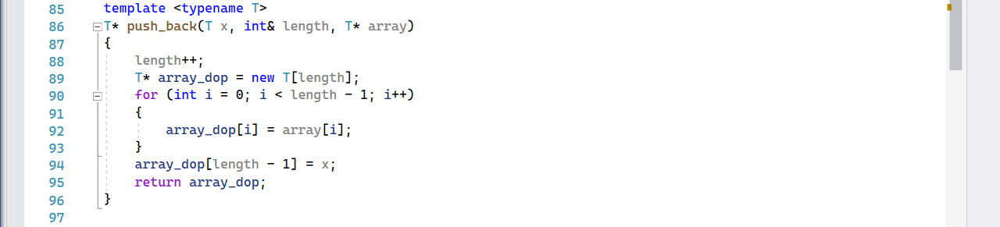 85 template <typename T>
86 T* push_back(T x, int& length, T* array)
87 {
88 length++;
89 T* array_dop = new T[length];
90 for (int i = 0; i < length - 1; i++)
91 {
92 array_dop[i] = array[i];
93 }
94 array_dop[length - 1] = x;
95 return array_dop;
96 }
97